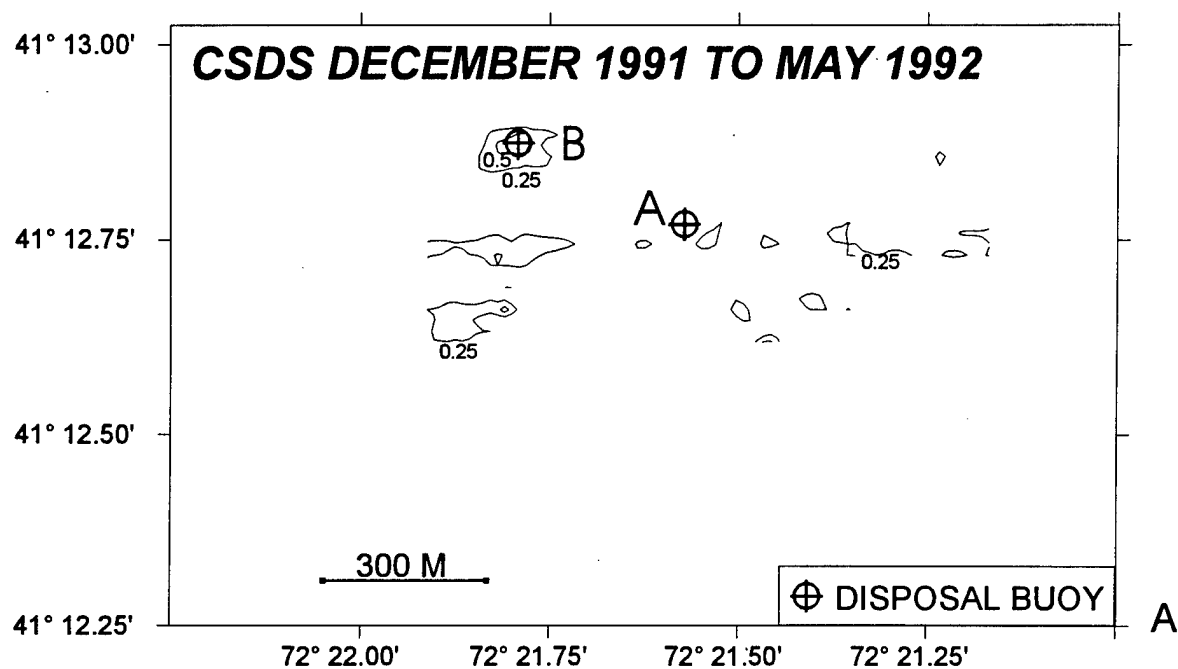 41° 13.00'
CSDS DECEMBER 1991 TO MAY 1992
B
0.5
0.25
A
41° 12.75'
0.25
0.25
41° 12.50'
300 M
DISPOSAL BUOY
A
41° 12.25'
72° 22.00' 72° 21.75' 72° 21.50' 72° 21.25'